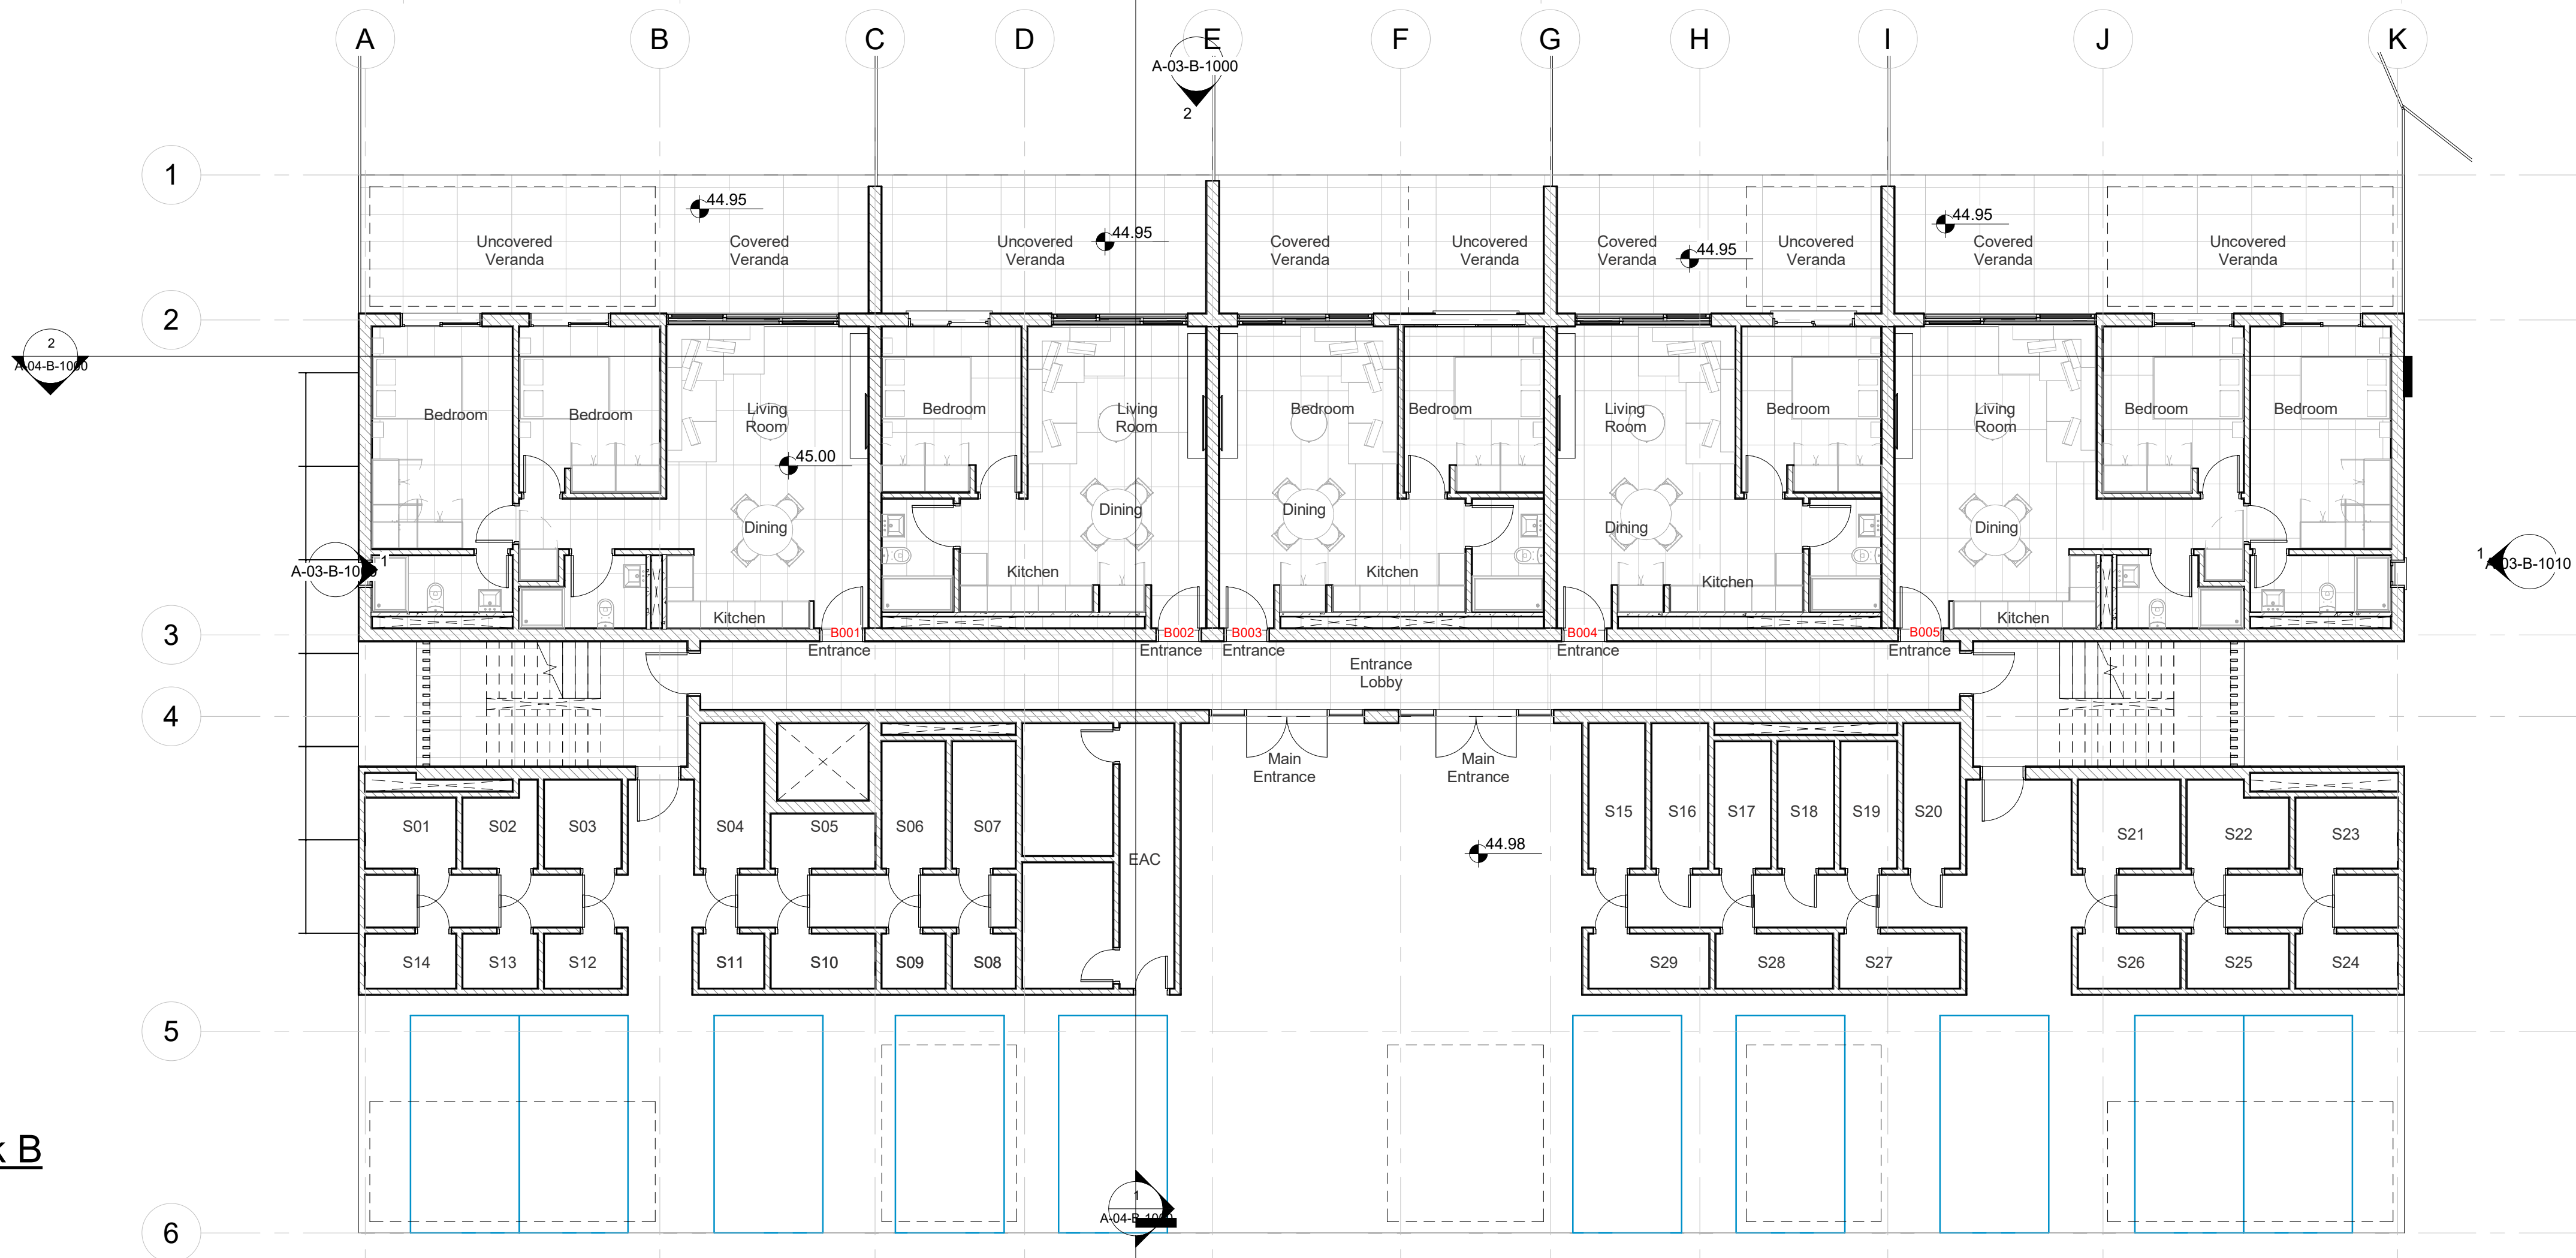 A B C D E F G H I J K
A-03-B-1000
2
1
44.95
44.95
44.95
44.95
Uncovered
Veranda
Covered
Veranda
Uncovered
Veranda
Covered
Veranda
Uncovered
Veranda
Covered
Veranda
Uncovered
Veranda
Covered
Veranda
Uncovered
Veranda
2
2
A-04-B-1000
Bedroom
Bedroom
Living
Room
Bedroom
Living
Room
Bedroom
Bedroom
Living
Room
Bedroom
Living
Room
Bedroom
Bedroom
45.00
Dining
Dining
Dining
Dining
Dining
1
A-03-B-1010
1
Kitchen
Kitchen
Kitchen
Kitchen
Kitchen
3
B001
B002
B003
B004
B005
Entrance
Entrance
Entrance
Entrance
Entrance
Entrance
Lobby
4
Main
Entrance
Main
Entrance
S01
S02
S03
S04
S05
S06
S07
EAC
44.98
S15
S16
S17
S18
S19
S20
S21
S22
S23
S14
S13
S12
S11
S10
S09
S08
S29
S28
S27
S26
S25
S24
5
k B
1
6